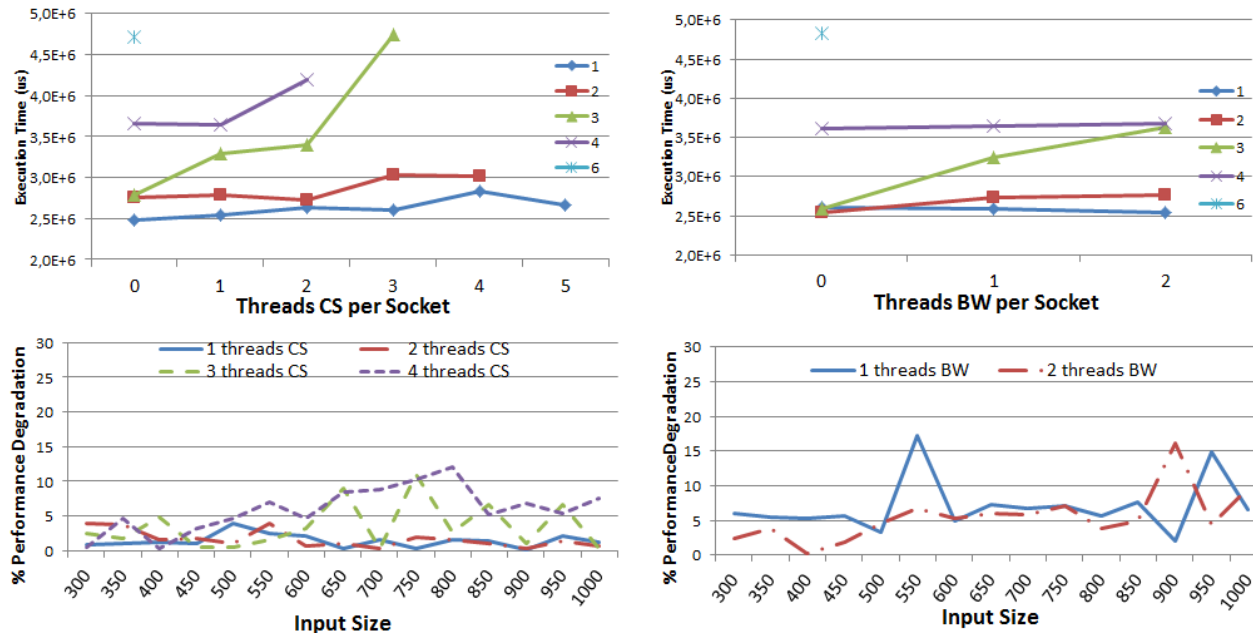 Execution Time (us)
5,0E+6
4,5E+6
4,0E+6
3,5E+6
3,0E+6
2,5E+6
2,0E+6
0 1 2 3 4 5
Threads CS per Socket
1
2
3
4
6
Execution Time (us)
5,0E+6
4,5E+6
4,0E+6
3,5E+6
3,0E+6
2,5E+6
2,0E+6
0 1 2
Threads BW per Socket
1
2
3
4
6
% Performance Degradation
30
25
20
15
10
5
0
1 threads CS 2 threads CS
3 threads CS 4 threads CS
300 350 400 450 500 550 600 650 700 750 800 850 900 950 1000
Input Size
% PerformanceDegradation
30
25
20
15
10
5
0
1 threads BW 2 threads BW
300 350 400 450 500 550 600 650 700 750 800 850 900 950 1000
Input Size